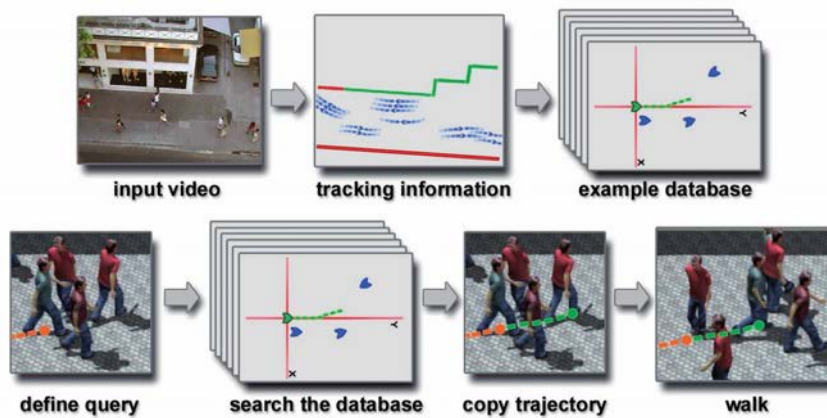 input video
tracking information
example database
Y
X
define query
search the database
copy trajectory
walk
Y
X